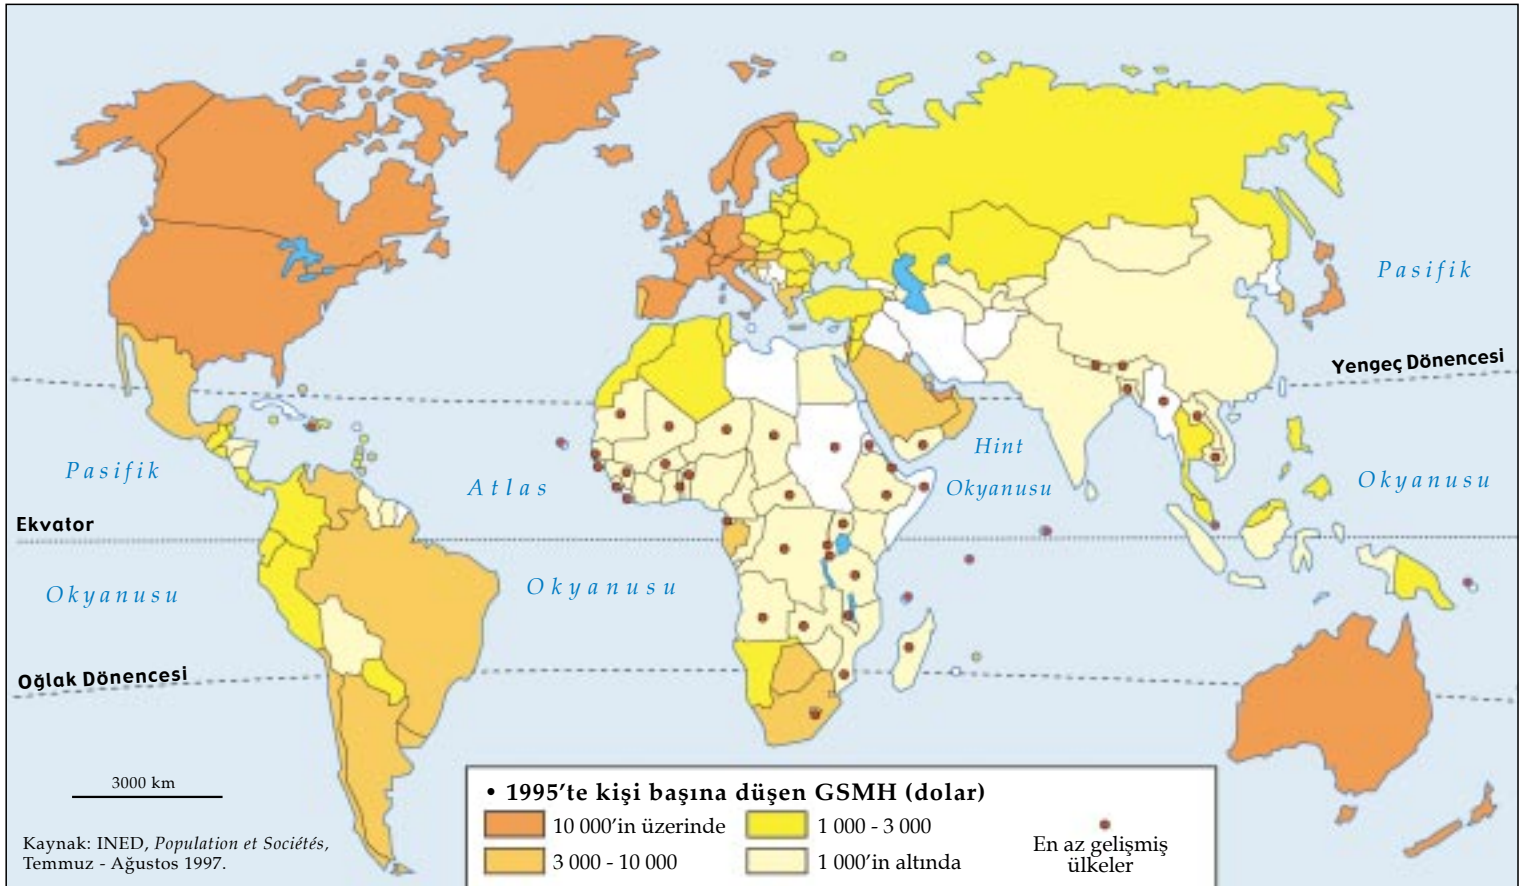 Pasifik
Yengeç Dönencesi
Pasifik
Atlas
Hint
Okyanusu
Okyanusu
Ekvator
Okyanusu
Okyanusu
Oğlak Dönencesi
3000 km
Kaynak: INED, Population et Sociétés,
Temmuz - Ağustos 1997.
• 1995’te kişi başına düşen GSMH (dolar)
10 000’in üzerinde
3 000 - 10 000
1 000 - 3 000
1 000’in altında
En az gelişmiş
ülkeler